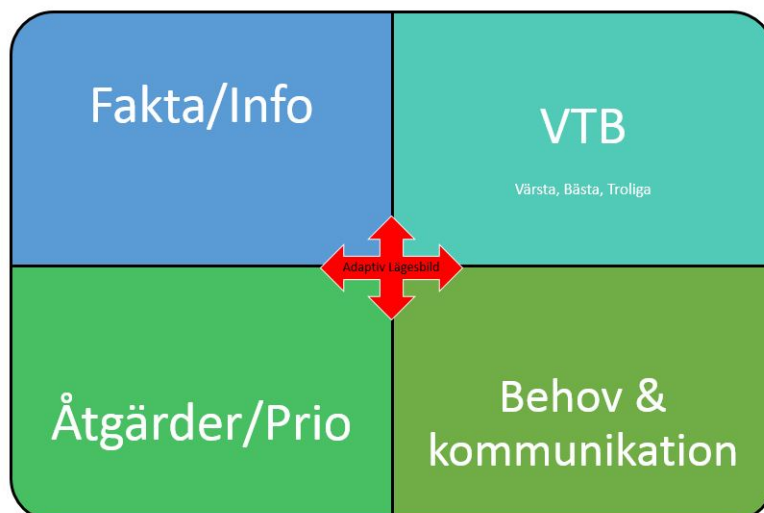 Fakta/Info
VTB
Värsta, Bästa, Troliga
Adaptiv Lägesbild
Åtgärder/Prio
Behov &
kommunikation